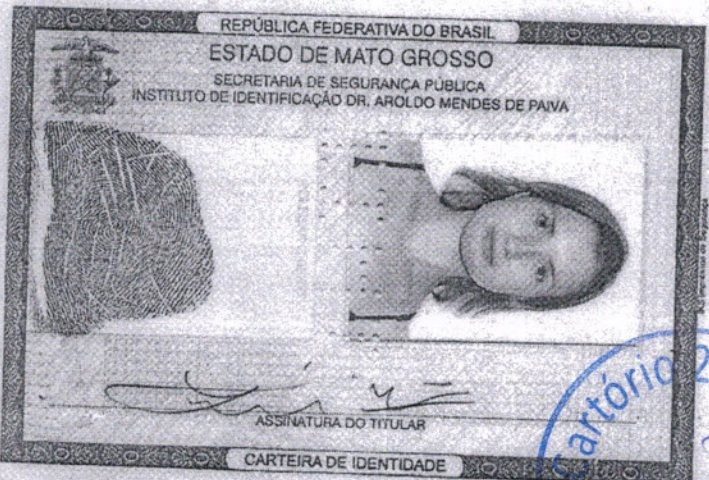 REPÚBLICA FEDERATIVA DO BRASIL
ESTADO DE MATO GROSSO
SECRETARIA DE SEGURANÇA PÚBLICA
INSTITUTO DE IDENTIFICAÇÃO DR. AROLDO MENDES DE PAIVA
ASSINATURA DO TITULAR
CARTEIRA DE IDENTIDADE
Cartório 2